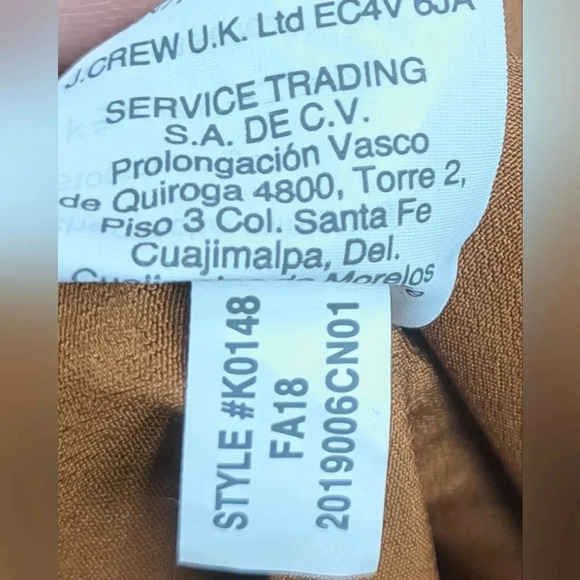 J.CREW U.K. Ltd EC4V 6JA
SERVICE TRADING
S.A. DE C.V.
Prolongación Vasco
de Quiroga 4800, Torre 2,
Piso 3 Col. Santa Fe
Cuajimalpa, Del.
Morelos
STYLE #K0148
FA18
2019006CN01